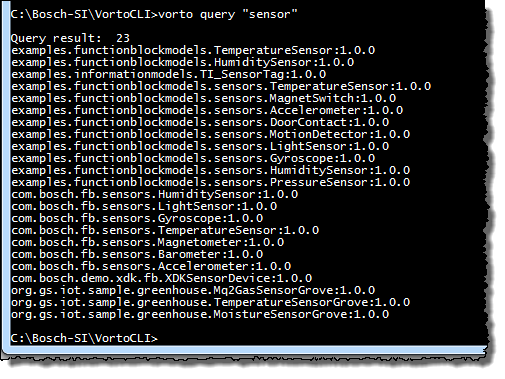 C:\Bosch-SI\VortoCLI>vorto query "sensor"
Query result:  23
examples.functionblockmodels.TemperatureSensor:1.0.0
examples.functionblockmodels.HumiditySensor:1.0.0
examples.informationmodels.TI_SensorTag:1.0.0
examples.functionblockmodels.sensors.TemperatureSensor:1.0.0
examples.functionblockmodels.sensors.MagnetSwitch:1.0.0
examples.functionblockmodels.sensors.Accelerometer:1.0.0
examples.functionblockmodels.sensors.DoorContact:1.0.0
examples.functionblockmodels.sensors.MotionDetector:1.0.0
examples.functionblockmodels.sensors.LightSensor:1.0.0
examples.functionblockmodels.sensors.Gyroscope:1.0.0
examples.functionblockmodels.sensors.HumiditySensor:1.0.0
examples.functionblockmodels.sensors.PressureSensor:1.0.0
com.bosch.fb.sensors.HumiditySensor:1.0.0
com.bosch.fb.sensors.LightSensor:1.0.0
com.bosch.fb.sensors.Gyroscope:1.0.0
com.bosch.fb.sensors.TemperatureSensor:1.0.0
com.bosch.fb.sensors.Magnetometer:1.0.0
com.bosch.fb.sensors.Barometer:1.0.0
com.bosch.fb.sensors.Accelerometer:1.0.0
com.bosch.demo.xdk.fb.XDKSensorDevice:1.0.0
org.gs.iot.sample.greenhouse.Mq2GasSensorGrove:1.0.0
org.gs.iot.sample.greenhouse.TemperatureSensorGrove:1.0.0
org.gs.iot.sample.greenhouse.MoistureSensorGrove:1.0.0
C:\Bosch-SI\VortoCLI>